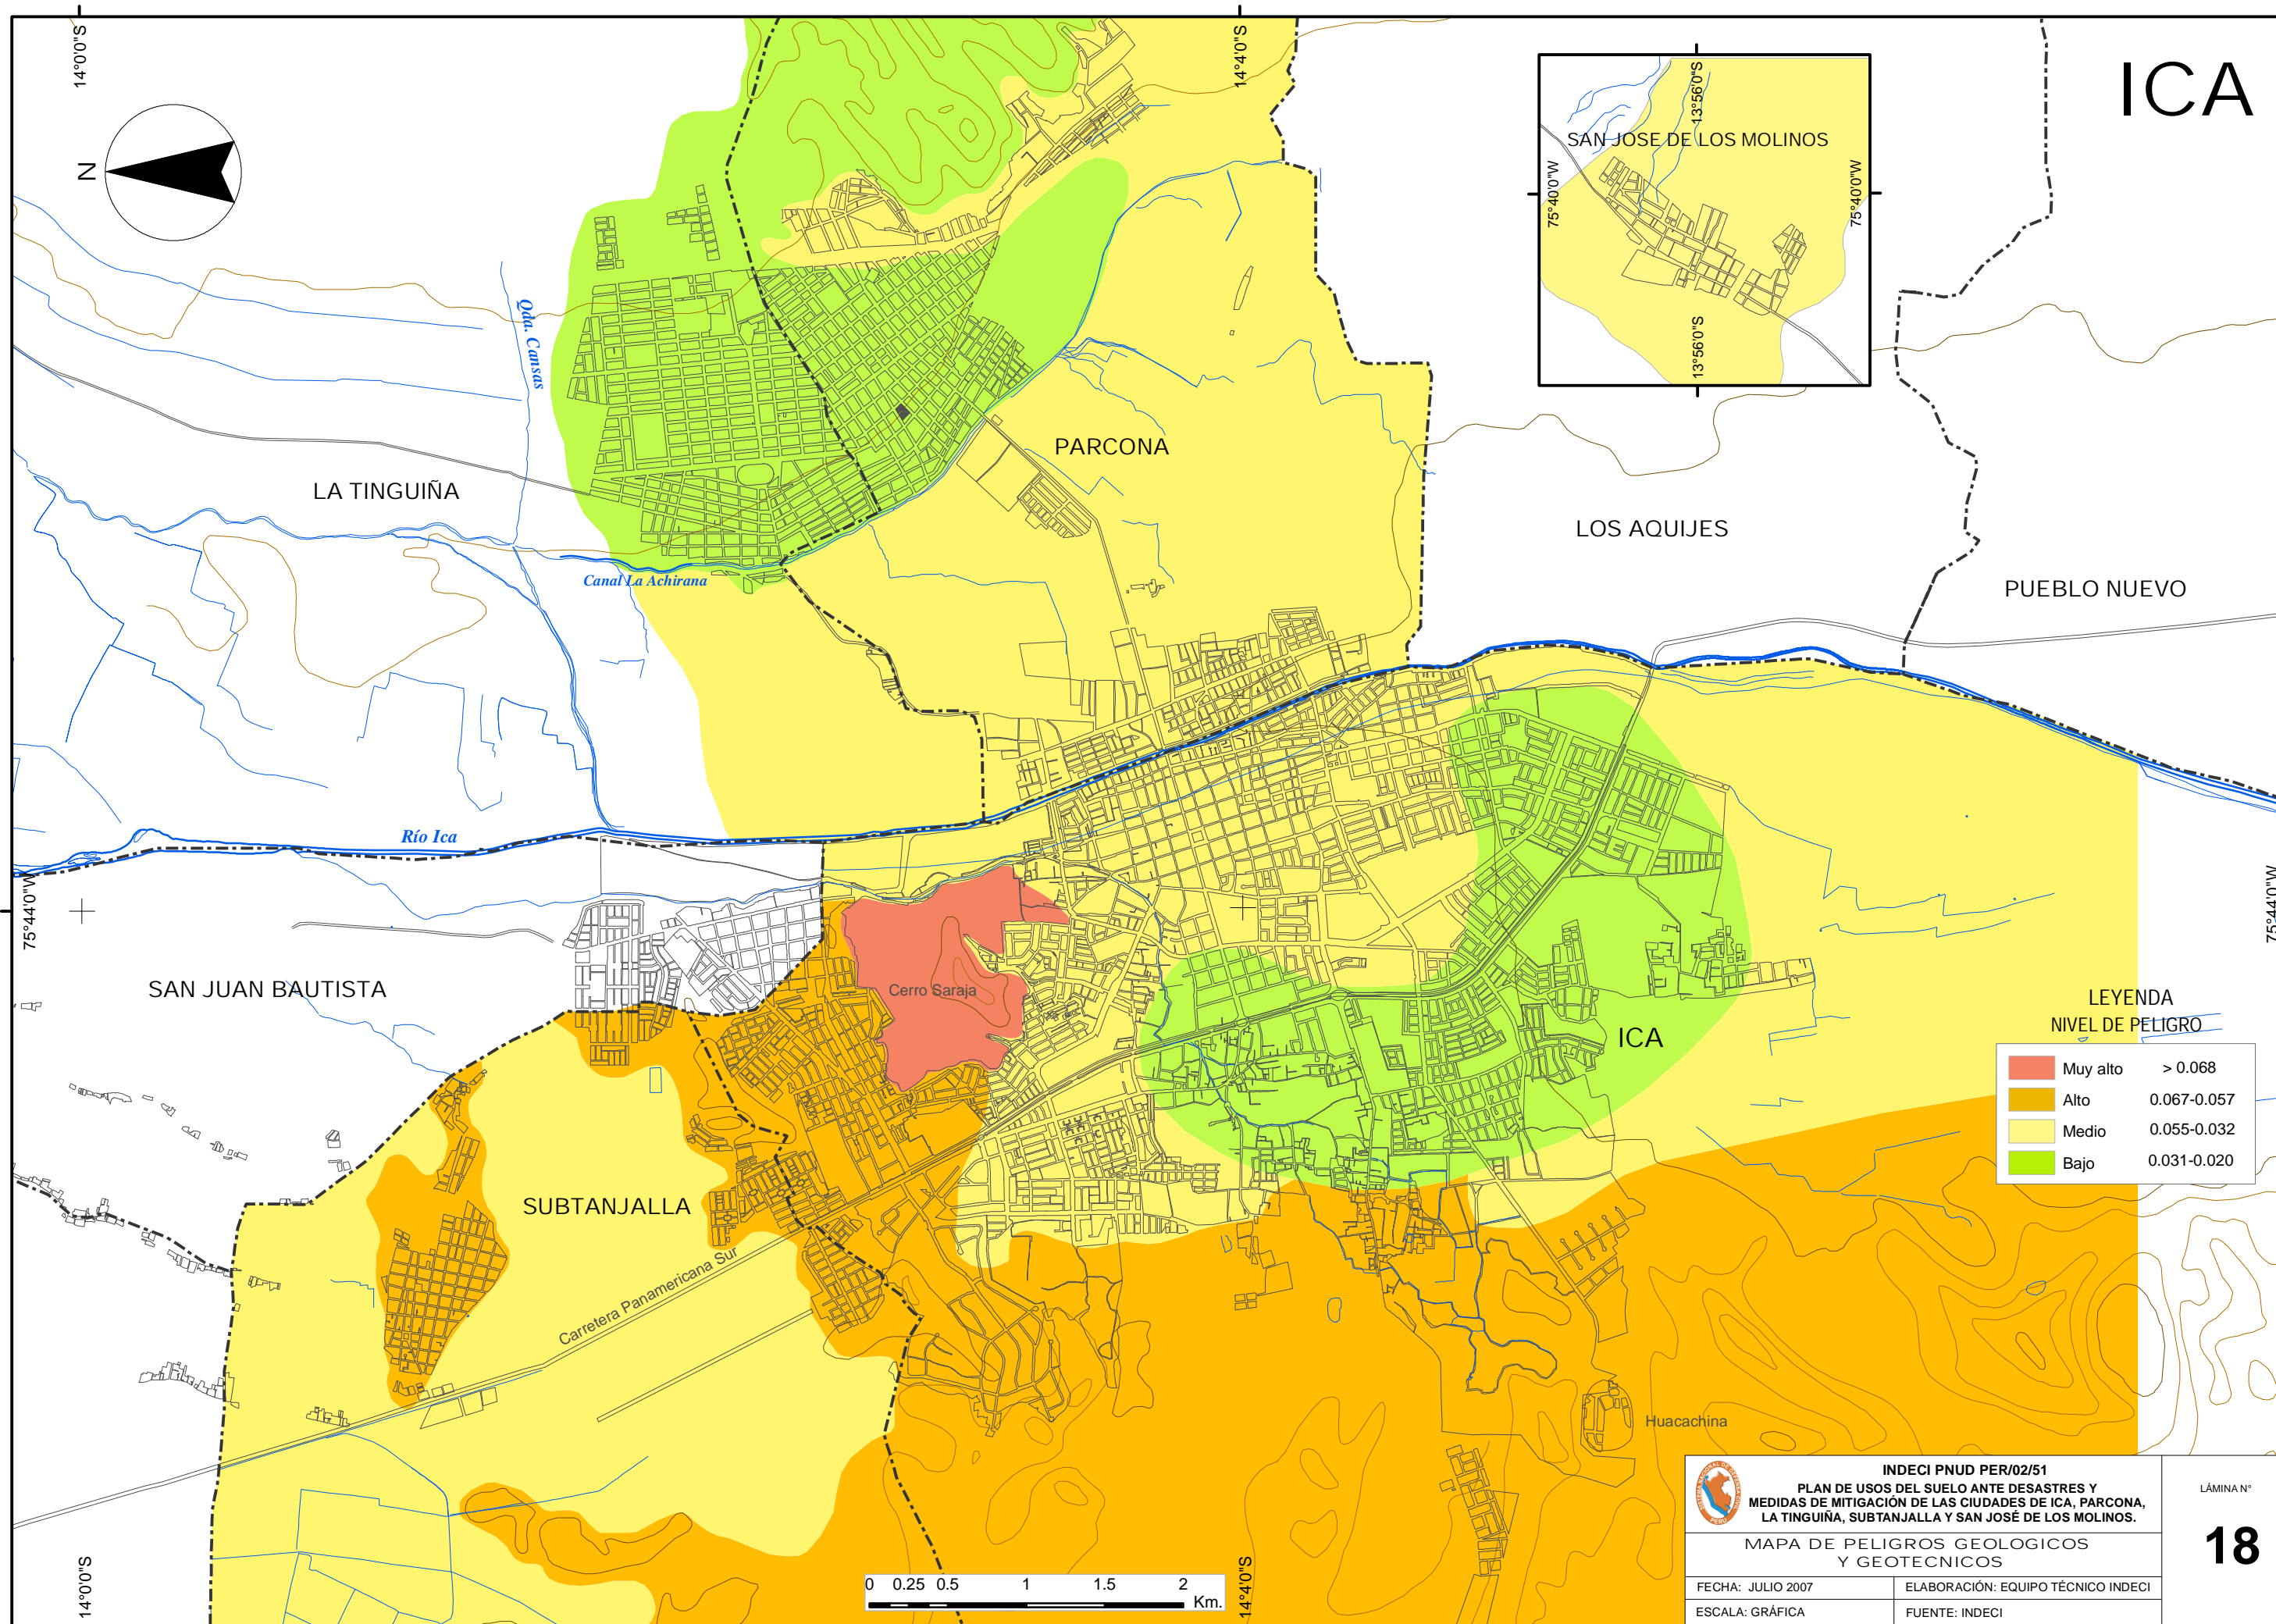 14°0'0"S
14°4'0"S
ICA
N
13°56'0"S
SAN JOSE DE LOS MOLINOS
75°40'0"W
75°40'0"W
13°56'0"S
Qda. Cansas
LA TINGUIÑA
PARCONA
LOS AQUIJES
Canal La Achirana
PUEBLO NUEVO
Río Ica
75°44'0"W
75°44'0"W
SAN JUAN BAUTISTA
Cerro Saraja
ICA
LEYENDA
NIVEL DE PELIGRO
Muy alto > 0.068
Alto 0.067-0.057
Medio 0.055-0.032
Bajo 0.031-0.020
SUBTANJALLA
Carretera Panamericana Sur
Huacachina
INDECI PNUD PER/02/51
PLAN DE USOS DEL SUELO ANTE DESASTRES Y
MEDIDAS DE MITIGACIÓN DE LAS CIUDADES DE ICA, PARCONA,
LA TINGUIÑA, SUBTANJALLA Y SAN JOSÉ DE LOS MOLINOS.
LÁMINA N°
18
MAPA DE PELIGROS GEOLOGICOS
Y GEOTECNICOS
FECHA: JULIO 2007 ELABORACIÓN: EQUIPO TÉCNICO INDECI
ESCALA: GRÁFICA FUENTE: INDECI
14°0'0"S
0 0.25 0.5 1 1.5 2
Km.
14°4'0"S